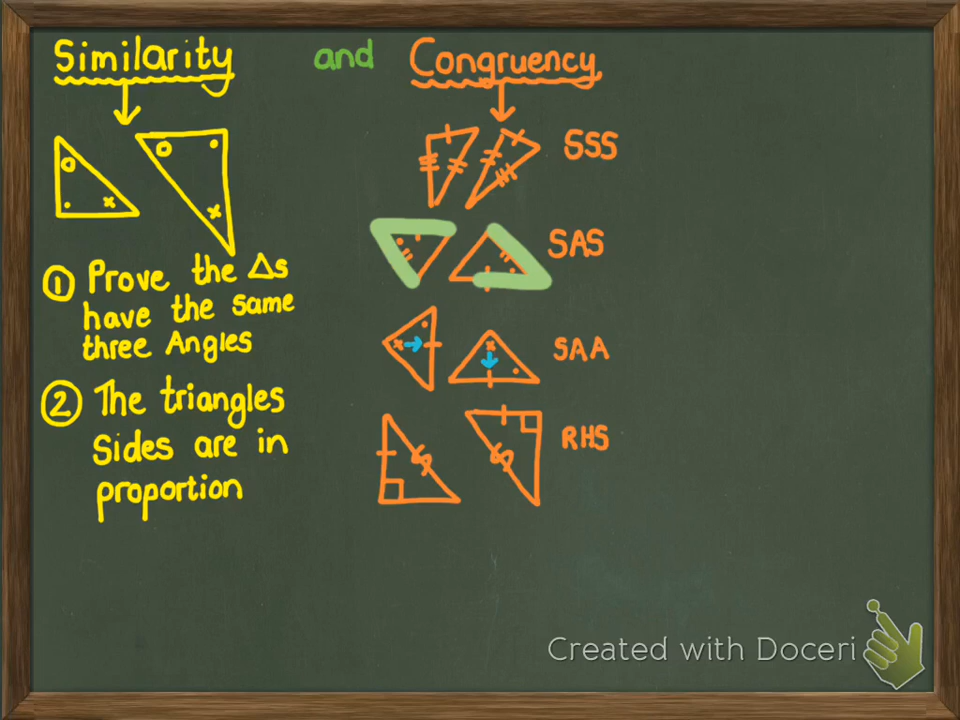 Similarity and Congruency
① Prove the Δs
have the same
three Angles
② The triangles
Sides are in
proportion
SSS
SAS
SAA
RHS
Created with Doceri